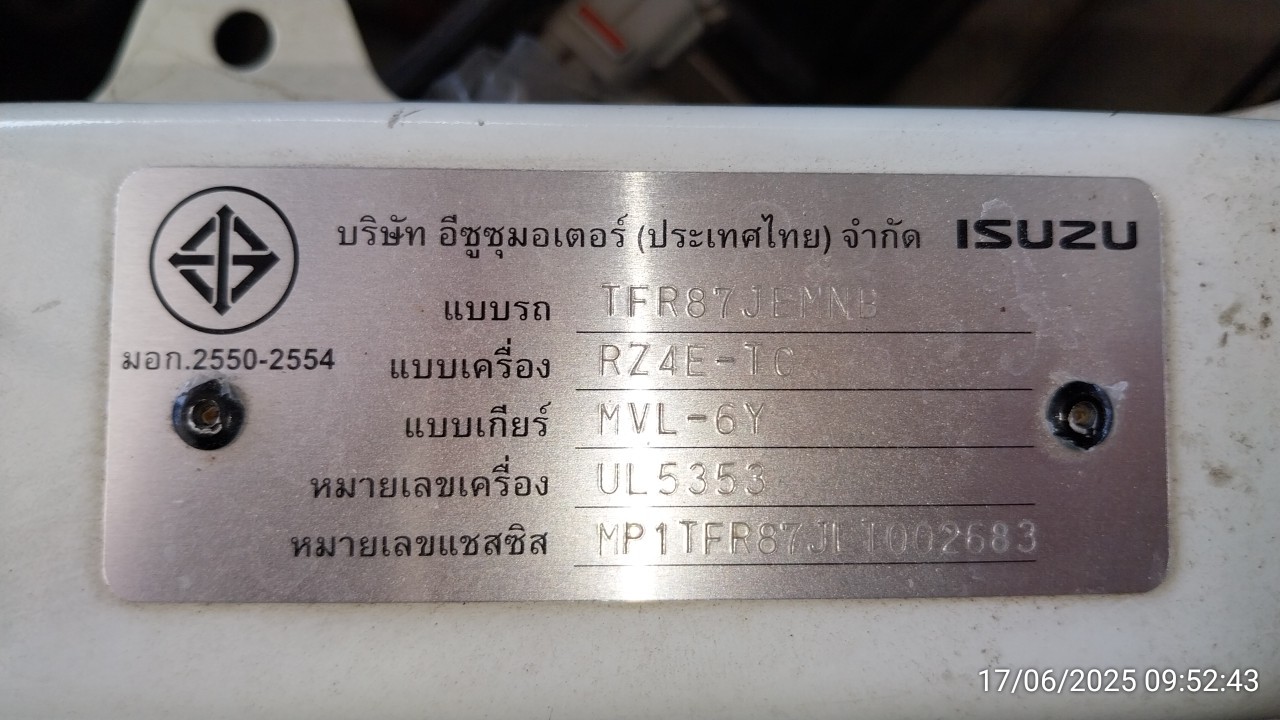 บริษัท อีซูซุมอเตอร์ (ประเทศไทย) จำกัด ISUZU
มอก.2550-2554
แบบรถ TFR87JEMNB
แบบเครื่อง RZ4E-TC
แบบเกียร์ MVL-6Y
หมายเลขเครื่อง UL5353
หมายเลขแชสซิส
17/06/2025 09:52:43